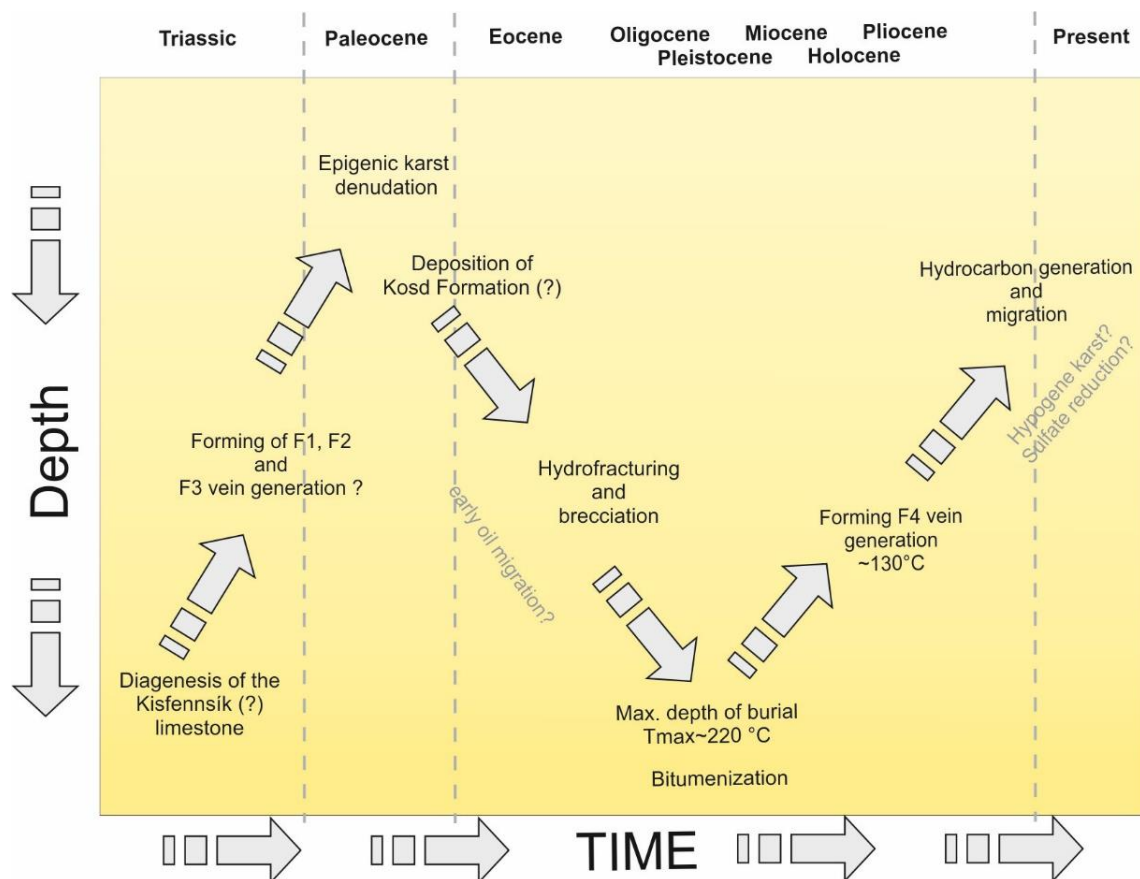 Triassic
Paleocene
Eocene
Oligocene
Miocene
Pliocene
Pleistocene
Holocene
Present
Epigenic karst
denudation
Deposition of
Kosd Formation (?)
Hydrocarbon generation
and
migration
Hypogene karst?
Sulfate reduction?
Depth
Forming of F1, F2
and
F3 vein generation ?
Hydrofracturing
and
brecciation
early oil migration?
Forming F4 vein
generation
~130°C
Diagenesis of the
Kisfennsík (?)
limestone
Max. depth of burial
Tmax~220 °C
Bitumenization
TIME